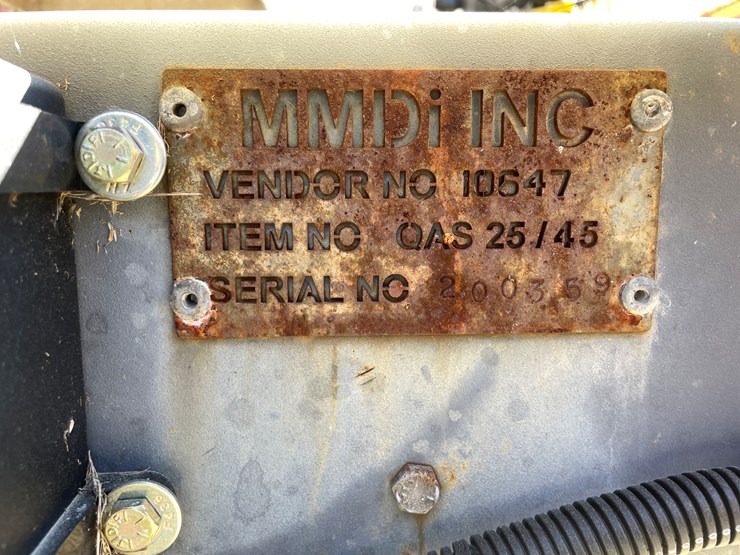 MMDi INC
VENDOR NO 10647
ITEM NO QAS 25/45
SERIAL NO 200359